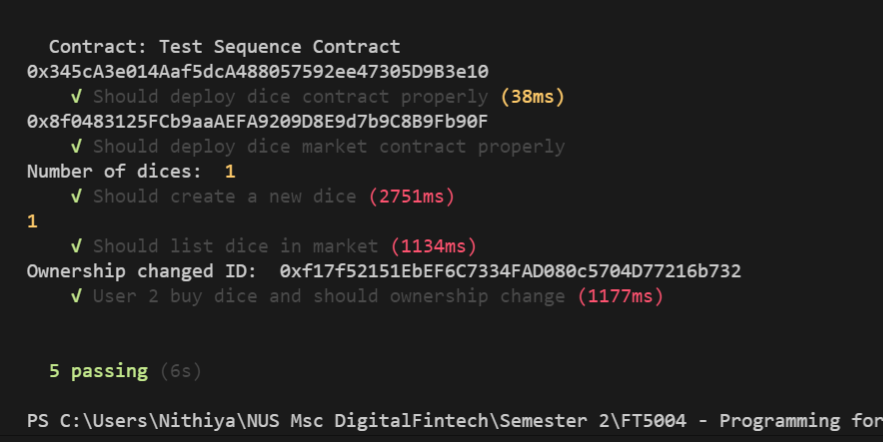 Contract: Test Sequence Contract
0x345cA3e014Aaf5dcA488057592ee47305D9B3e10
√ Should deploy dice contract properly (38ms)
0x8f0483125FCb9aaAEFA9209D8E9d7b9C8B9Fb90F
√ Should deploy dice market contract properly
Number of dices:  1
√ Should create a new dice (2751ms)
1
√ Should list dice in market (1134ms)
Ownership changed ID:  0xf17f52151EbEF6C7334FAD080c5704D77216b732
√ User 2 buy dice and should ownership change (1177ms)
5 passing (6s)
PS C:\Users\Nithiya\NUS Msc DigitalFintech\Semester 2\FT5004 - Programming for